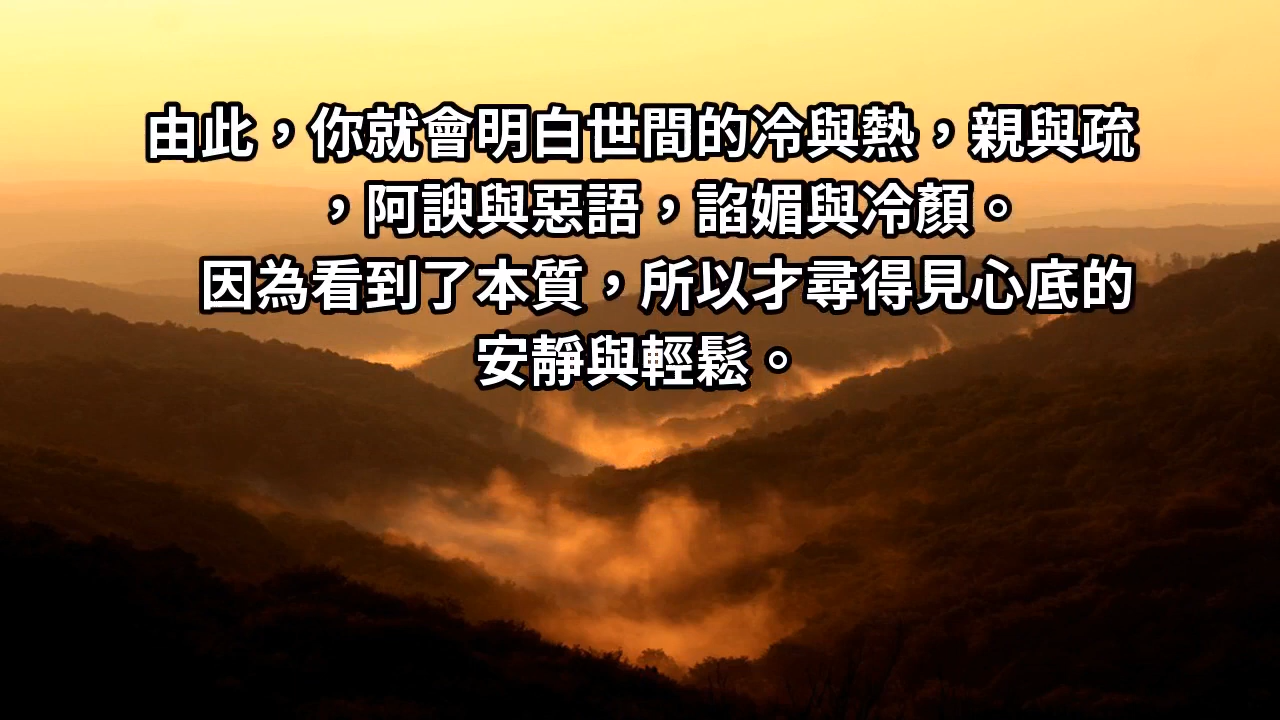 由此，你就會明白世間的冷與熱，親與疏
，阿諛與惡語，諂媚與冷顏。
因為看到了本質，所以才尋得見心底的
安靜與輕鬆。